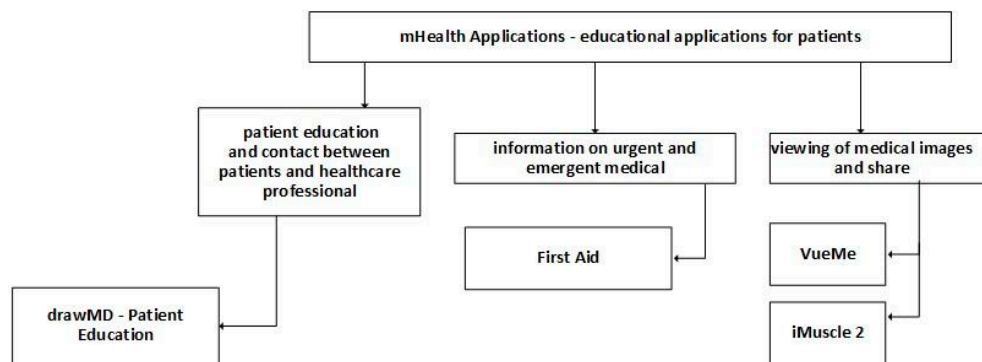 mHealth Applications - educational applications for patients
patient education
and contact between
patients and healthcare
professional
information on urgent and
emergent medical
viewing of medical images
and share
First Aid
VueMe
drawMD - Patient
Education
iMuscle 2